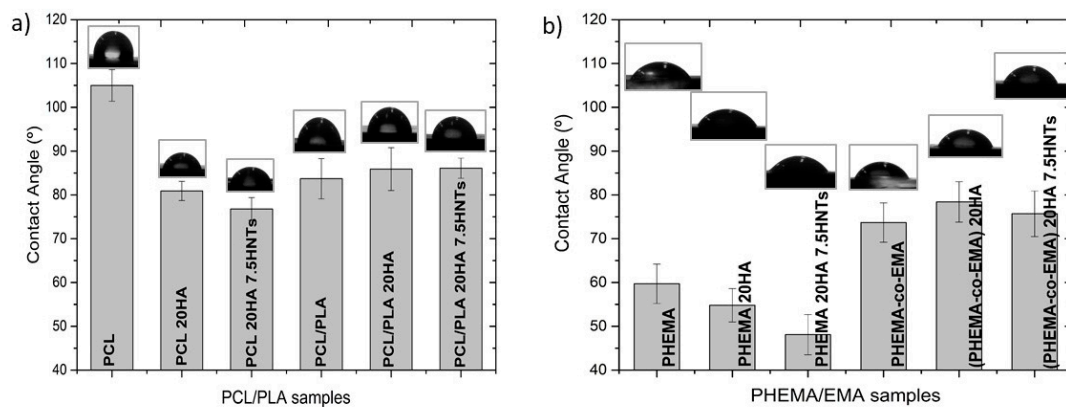 a)
120
110
100
90
80
70
60
50
40
Contact Angle (º)
PCL
PCL 20HA
PCL 20HA 7.5HNTs
PCL/PLA
PCL/PLA 20HA
PCL/PLA 20HA 7.5HNTs
PCL/PLA samples
b)
120
110
100
90
80
70
60
50
40
Contact Angle (º)
PHEMA
PHEMA 20HA
PHEMA 20HA 7.5HNTs
PHEMA-co-EMA
(PHEMA-co-EMA) 20HA
(PHEMA-co-EMA) 20HA 7.5HNTs
PHEMA/EMA samples